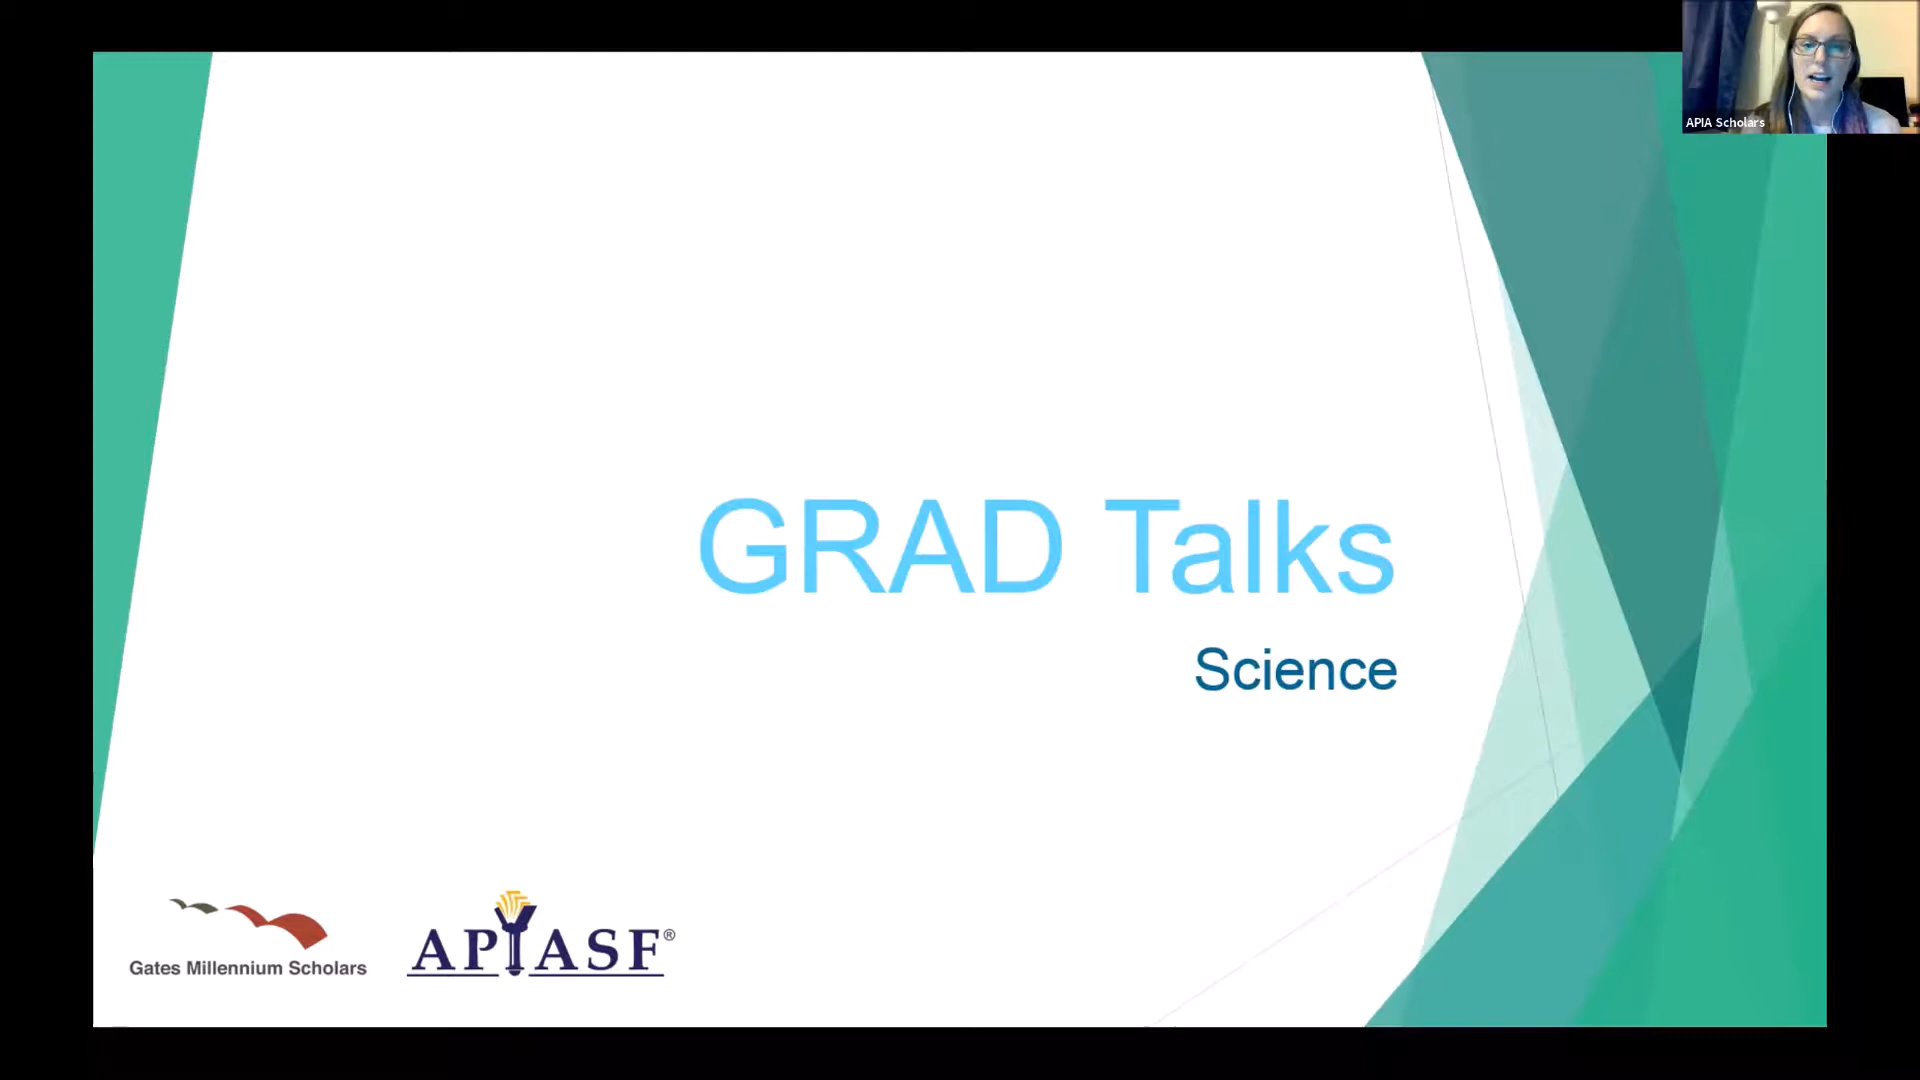 APIA Scholars
GRAD Talks
Science
Gates Millennium Scholars
APIASF®